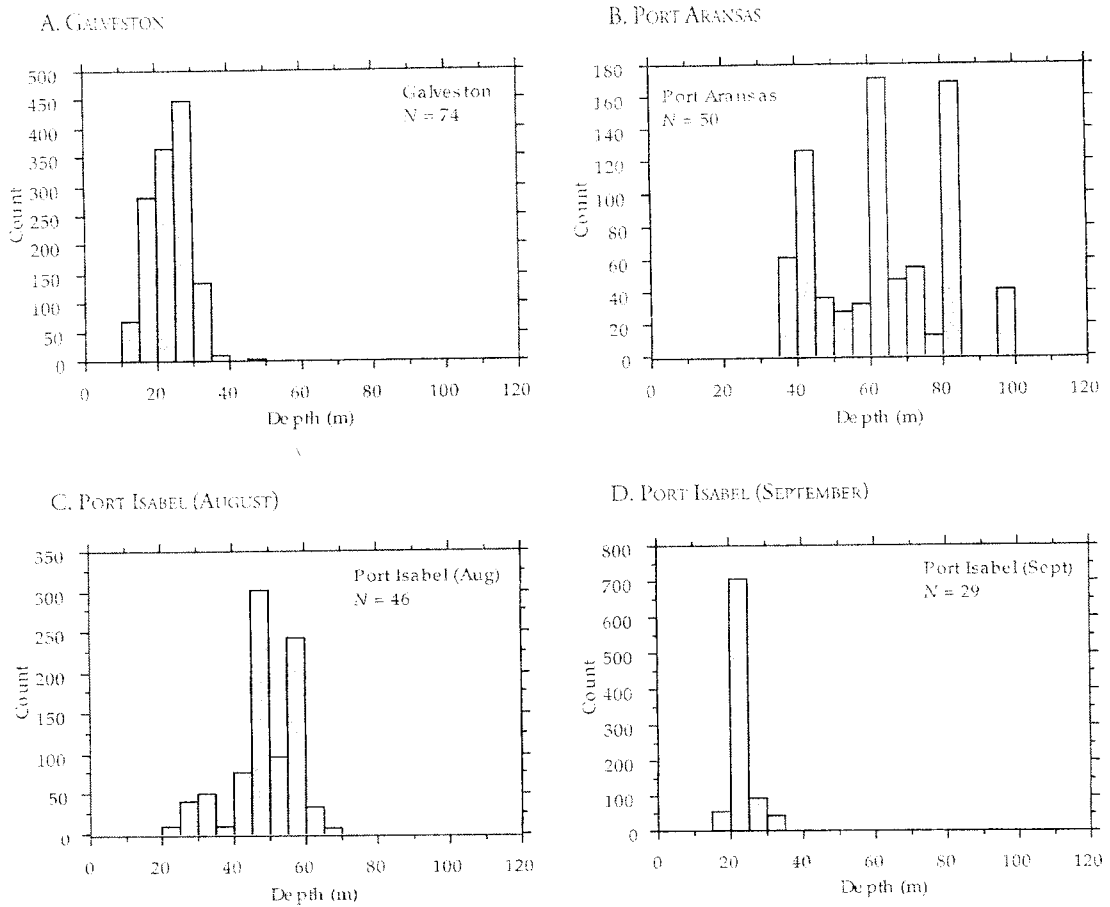 A. GALVESTON
500
450
400
350
300
250
200
150
100
50
0
Count
Galveston
N = 74
0 20 40 60 80 100 120
Depth (m)
B. PORT ARANSAS
180
160
140
120
100
80
60
40
20
0
Count
Port Aransas
N = 50
0 20 40 60 80 100 120
Depth (m)
C. PORT ISABEL (AUGUST)
350
300
250
200
150
100
50
0
Count
Port Isabel (Aug)
N = 46
0 20 40 60 80 100 120
Depth (m)
D. PORT ISABEL (SEPTEMBER)
800
700
600
500
400
300
200
100
0
Count
Port Isabel (Sept)
N = 29
0 20 40 60 80 100 120
Depth (m)